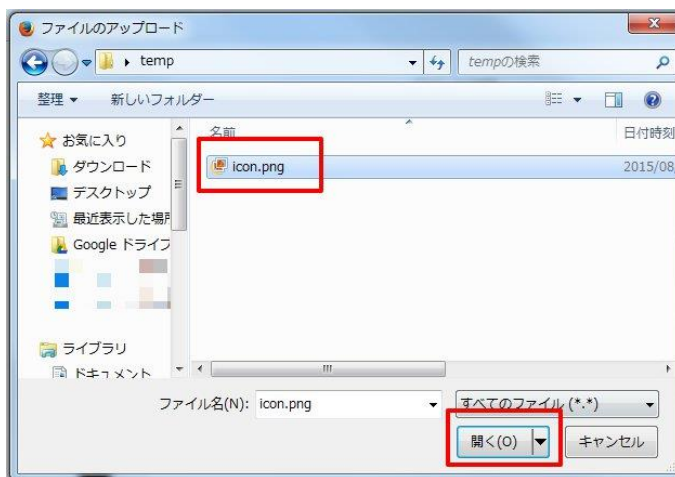 ファイルのアップロード
temp
tempの検索
整理 新しいフォルダー
お気に入り
ダウンロード
デスクトップ
最近表示した場所
Google ドライブ
ライブラリ
ドキュメント
名前 日付時刻
icon.png 2015/08
ファイル名(N): icon.png すべてのファイル (*.*)
開く(O) キャンセル